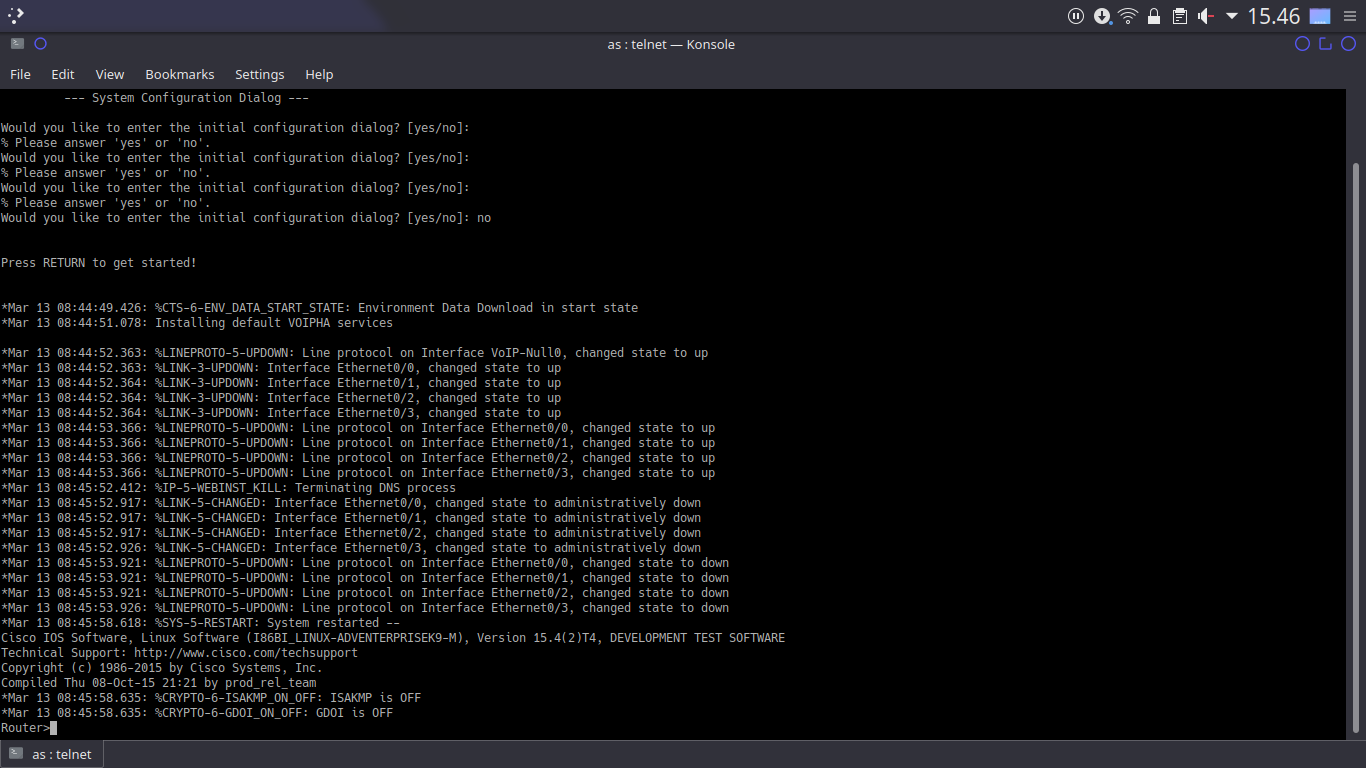 15.46
as : telnet — Konsole
File Edit View Bookmarks Settings Help
--- System Configuration Dialog ---
Would you like to enter the initial configuration dialog? [yes/no]:
% Please answer 'yes' or 'no'.
Would you like to enter the initial configuration dialog? [yes/no]:
% Please answer 'yes' or 'no'.
Would you like to enter the initial configuration dialog? [yes/no]:
% Please answer 'yes' or 'no'.
Would you like to enter the initial configuration dialog? [yes/no]: no
Press RETURN to get started!
*Mar 13 08:44:49.426: %CTS-6-ENV_DATA_START_STATE: Environment Data Download in start state
*Mar 13 08:44:51.078: Installing default VOIPHA services
*Mar 13 08:44:52.363: %LINEPROTO-5-UPDOWN: Line protocol on Interface VoIP-Null0, changed state to up
*Mar 13 08:44:52.363: %LINK-3-UPDOWN: Interface Ethernet0/0, changed state to up
*Mar 13 08:44:52.364: %LINK-3-UPDOWN: Interface Ethernet0/1, changed state to up
*Mar 13 08:44:52.364: %LINK-3-UPDOWN: Interface Ethernet0/2, changed state to up
*Mar 13 08:44:52.364: %LINK-3-UPDOWN: Interface Ethernet0/3, changed state to up
*Mar 13 08:44:53.366: %LINEPROTO-5-UPDOWN: Line protocol on Interface Ethernet0/0, changed state to up
*Mar 13 08:44:53.366: %LINEPROTO-5-UPDOWN: Line protocol on Interface Ethernet0/1, changed state to up
*Mar 13 08:44:53.366: %LINEPROTO-5-UPDOWN: Line protocol on Interface Ethernet0/2, changed state to up
*Mar 13 08:44:53.366: %LINEPROTO-5-UPDOWN: Line protocol on Interface Ethernet0/3, changed state to up
*Mar 13 08:45:52.412: %IP-5-WEBINST_KILL: Terminating DNS process
*Mar 13 08:45:52.917: %LINK-5-CHANGED: Interface Ethernet0/0, changed state to administratively down
*Mar 13 08:45:52.917: %LINK-5-CHANGED: Interface Ethernet0/1, changed state to administratively down
*Mar 13 08:45:52.917: %LINK-5-CHANGED: Interface Ethernet0/2, changed state to administratively down
*Mar 13 08:45:52.926: %LINK-5-CHANGED: Interface Ethernet0/3, changed state to administratively down
*Mar 13 08:45:53.921: %LINEPROTO-5-UPDOWN: Line protocol on Interface Ethernet0/0, changed state to down
*Mar 13 08:45:53.921: %LINEPROTO-5-UPDOWN: Line protocol on Interface Ethernet0/1, changed state to down
*Mar 13 08:45:53.921: %LINEPROTO-5-UPDOWN: Line protocol on Interface Ethernet0/2, changed state to down
*Mar 13 08:45:53.926: %LINEPROTO-5-UPDOWN: Line protocol on Interface Ethernet0/3, changed state to down
*Mar 13 08:45:58.618: %SYS-5-RESTART: System restarted --
Cisco IOS Software, Linux Software (I86BI_LINUX-ADVENTERPRISEK9-M), Version 15.4(2)T4, DEVELOPMENT TEST SOFTWARE
Technical Support: http://www.cisco.com/techsupport
Copyright (c) 1986-2015 by Cisco Systems, Inc.
Compiled Thu 08-Oct-15 21:21 by prod_rel_team
*Mar 13 08:45:58.635: %CRYPTO-6-ISAKMP_ON_OFF: ISAKMP is OFF
*Mar 13 08:45:58.635: %CRYPTO-6-GDOI_ON_OFF: GDOI is OFF
Router>
as : telnet